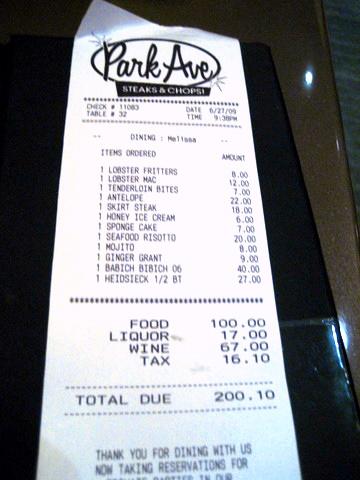 Park Ave
STEAKS & CHOPS!
CHECK # 11083 DATE 6/27/09
TABLE # 32 TIME 9:38PM
-- DINING : Melissa --
ITEMS ORDERED AMOUNT
1 LOBSTER FRITTERS 8.00
1 LOBSTER MAC 12.00
1 TENDERLOIN BITES 7.00
1 ANTELOPE 22.00
1 SKIRT STEAK 18.00
1 HONEY ICE CREAM 6.00
1 SPONGE CAKE 7.00
1 SEAFOOD RISOTTO 20.00
1 MOJITO 8.00
1 GINGER GRANT 9.00
1 BABICH BIBICH 06 40.00
1 HEIDSIECK 1/2 BT 27.00
FOOD 100.00
LIQUOR 17.00
WINE 67.00
TAX 16.10
TOTAL DUE 200.10
THANK YOU FOR DINING WITH US
NOW TAKING RESERVATIONS FOR
PRIVATE PARTIES IN OUR